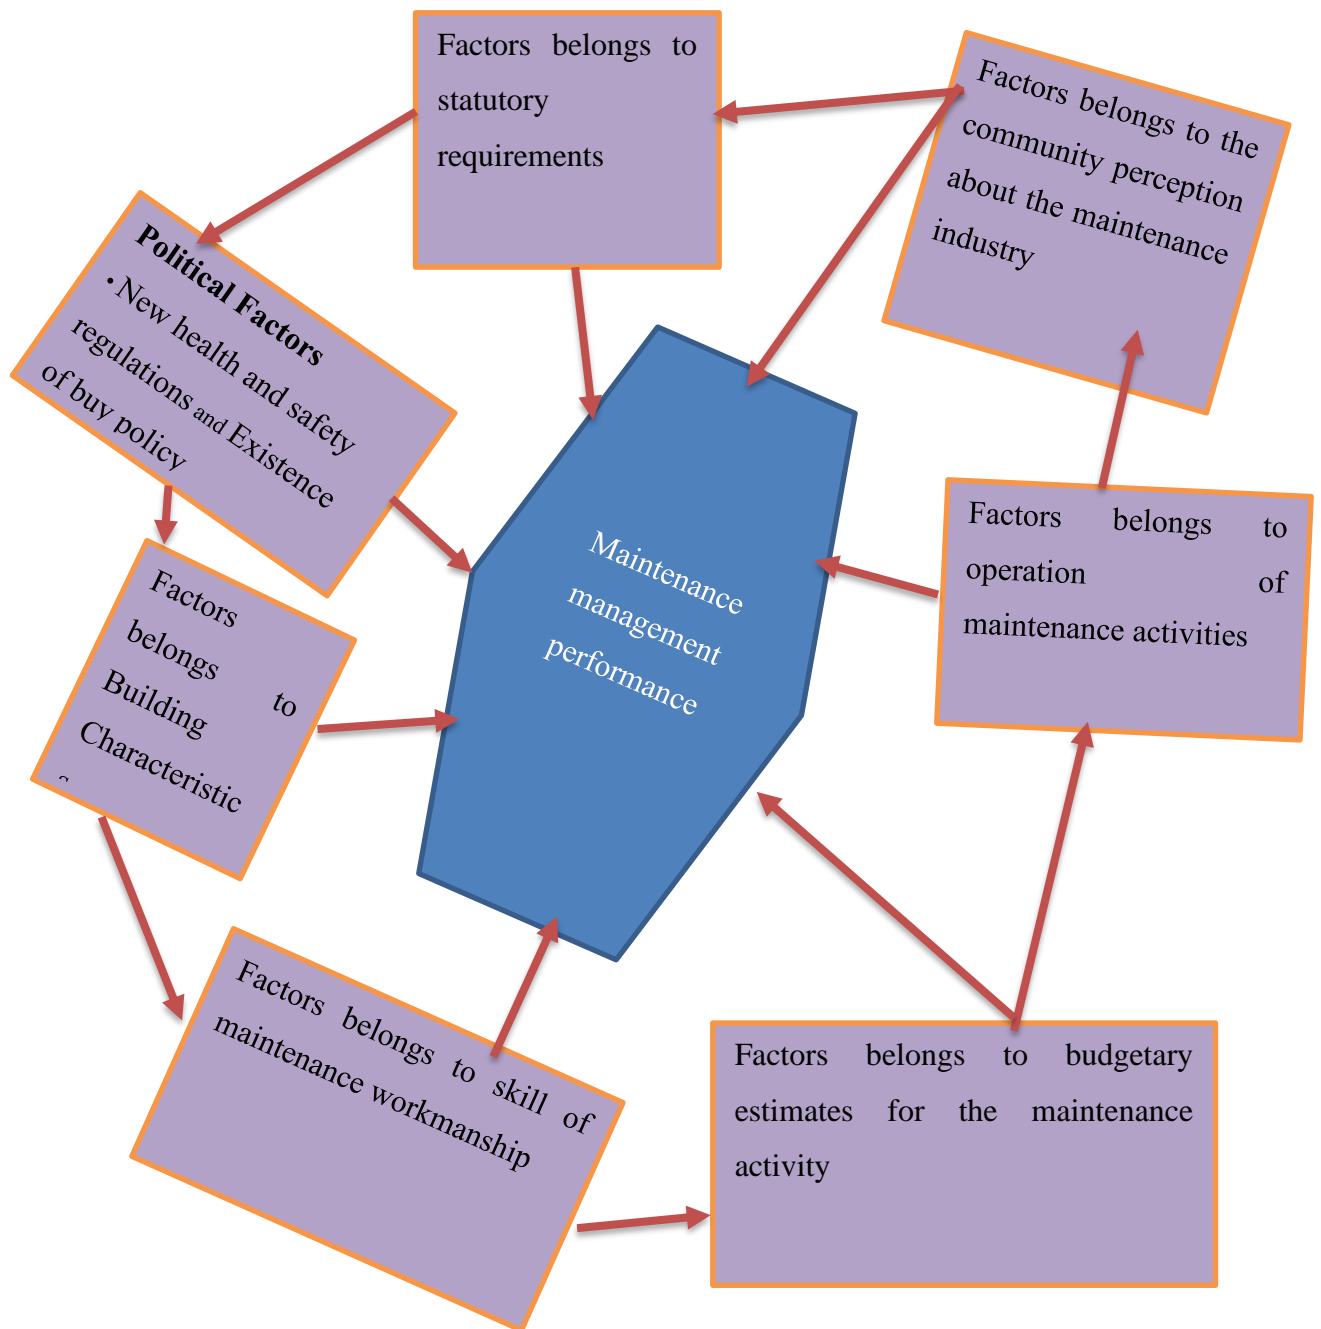 Factors belongs to
statutory
requirements
Factors belongs to the
community perception
about the maintenance
industry
Political Factors
• New health and safety
regulations and Existence
of buy policy
Maintenance
management
performance
Factors belongs to
operation of
maintenance activities
Factors
belongs to
Building
Characteristic
Factors belongs to skill of
maintenance workmanship
Factors belongs to budgetary
estimates for the maintenance
activity